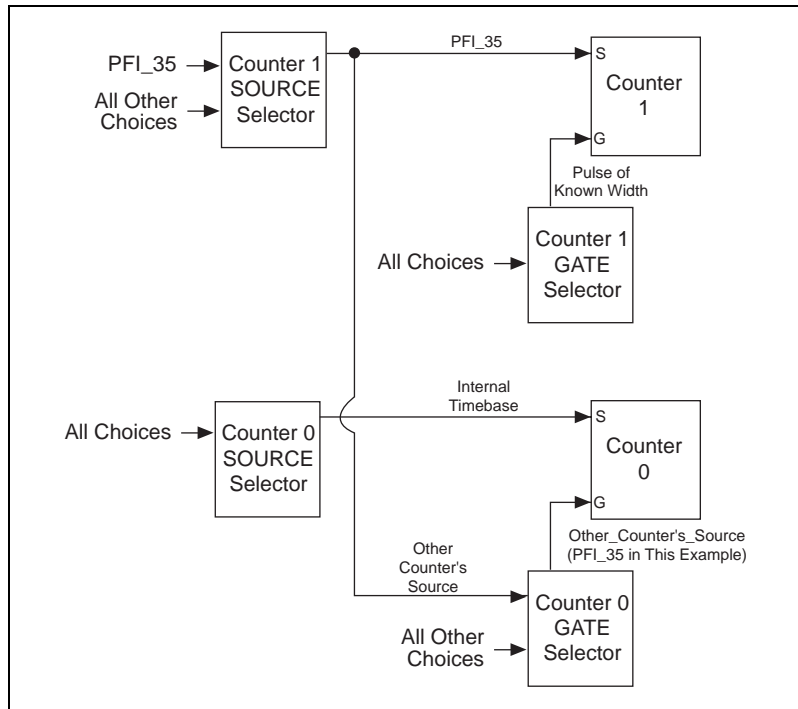 PFI_35
All Other
Choices
Counter 1
SOURCE
Selector
PFI_35
S
Counter
1
G
Pulse of
Known Width
All Choices
Counter 1
GATE
Selector
All Choices
Counter 0
SOURCE
Selector
Internal
Timebase
S
Counter
0
G
Other_Counter's_Source
(PFI_35 in This Example)
Other
Counter's
Source
All Other
Choices
Counter 0
GATE
Selector